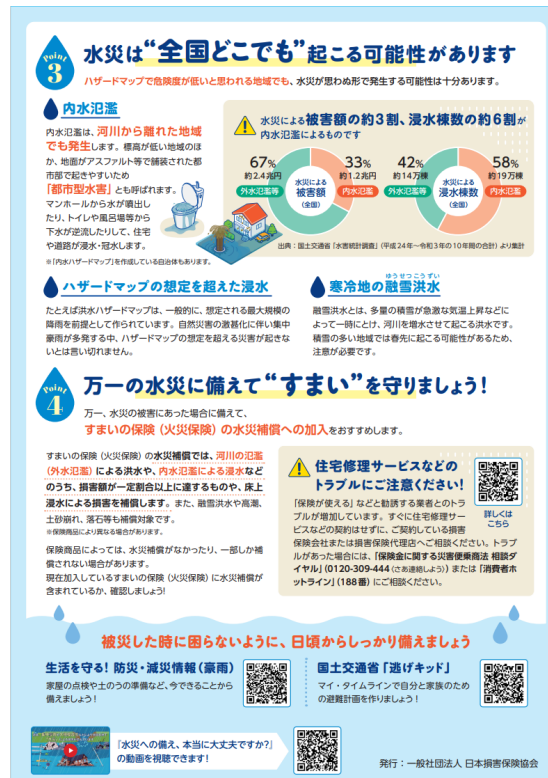 Point
3
水災は“全国どこでも”起こる可能性があります
ハザードマップで危険度が低いと思われる地域でも、水災が思わぬ形で発生する可能性は十分あります。
内水氾濫
内水氾濫は、河川から離れた地域
でも発生します。標高が低い地域のほ
か、地面がアスファルト等で舗装された都
市部で起きやすいため
「都市型水害」とも呼ばれます。
マンホールから水が噴出し
たり、トイレや風呂場等から
下水が逆流したりして、住宅
や道路が浸水・冠水します。
※「内水ハザードマップ」を作成している自治体もあります。
水災による被害額の約3割、浸水棟数の約6割が
内水氾濫によるものです
67%
約2.4兆円
外水氾濫等
水災による
被害額
(全国)
33%
約1.2兆円
内水氾濫
42%
約14万棟
外水氾濫等
水災による
浸水棟数
(全国)
58%
約19万棟
内水氾濫
出典:国土交通省「水害統計調査」(平成24年~令和3年の10年間の合計)より集計
ハザードマップの想定を超えた浸水
たとえば洪水ハザードマップは、一般的に、想定される最大規模の
降雨を前提として作られています。自然災害の激甚化に伴い集中
豪雨が多発する中、ハザードマップの想定を超える災害が起きな
いとは言い切れません。
ゆうせつこうずい
寒冷地の融雪洪水
融雪洪水とは、多量の積雪が急激な気温上昇などに
よって一時にとけ、河川を増水させて起こる洪水です。
積雪の多い地域では春先に起こる可能性があるため、
注意が必要です。
Point
4
万一の水災に備えて“すまい”を守りましょう!
万一、水災の被害にあった場合に備えて、
すまいの保険(火災保険)の水災補償への加入をおすすめします。
すまいの保険(火災保険)の水災補償では、河川の氾濫
(外水氾濫)による洪水や、内水氾濫による浸水など
のうち、損害額が一定割合以上に達するものや、床上
浸水による損害を補償します。また、融雪洪水や高潮、
土砂崩れ、落石等も補償対象です。
※保険商品により異なる場合があります。
保険商品によっては、水災補償がなかったり、一部しか補
償されない場合があります。
現在加入しているすまいの保険(火災保険)に水災補償が
含まれているか、確認しましょう!
住宅修理サービスなどの
トラブルにご注意ください!
「保険が使える」などと勧誘する業者とのトラ
ブルが増加しています。すぐに住宅修理サー
ビスなどの契約はせずに、ご契約している損害
保険会社または損害保険代理店へご相談ください。トラブ
ルがあった場合には、「保険金に関する災害便乗商法 相談ダ
イヤル」(0120-309-444(さあ連絡しよう))または「消費者ホ
ットライン」(188番)にご相談ください。
詳しくは
こちら
被災した時に困らないように、日頃からしっかり備えましょう
生活を守る!防災・減災情報(豪雨)
家屋の点検や土のうの準備など、今できることから
備えましょう!
国土交通省「逃げキッド」
マイ・タイムラインで自分と家族のため
の避難計画を作りましょう!
『水災への備え、本当に大丈夫ですか?』
の動画を視聴できます!
発行:一般社団法人 日本損害保険協会